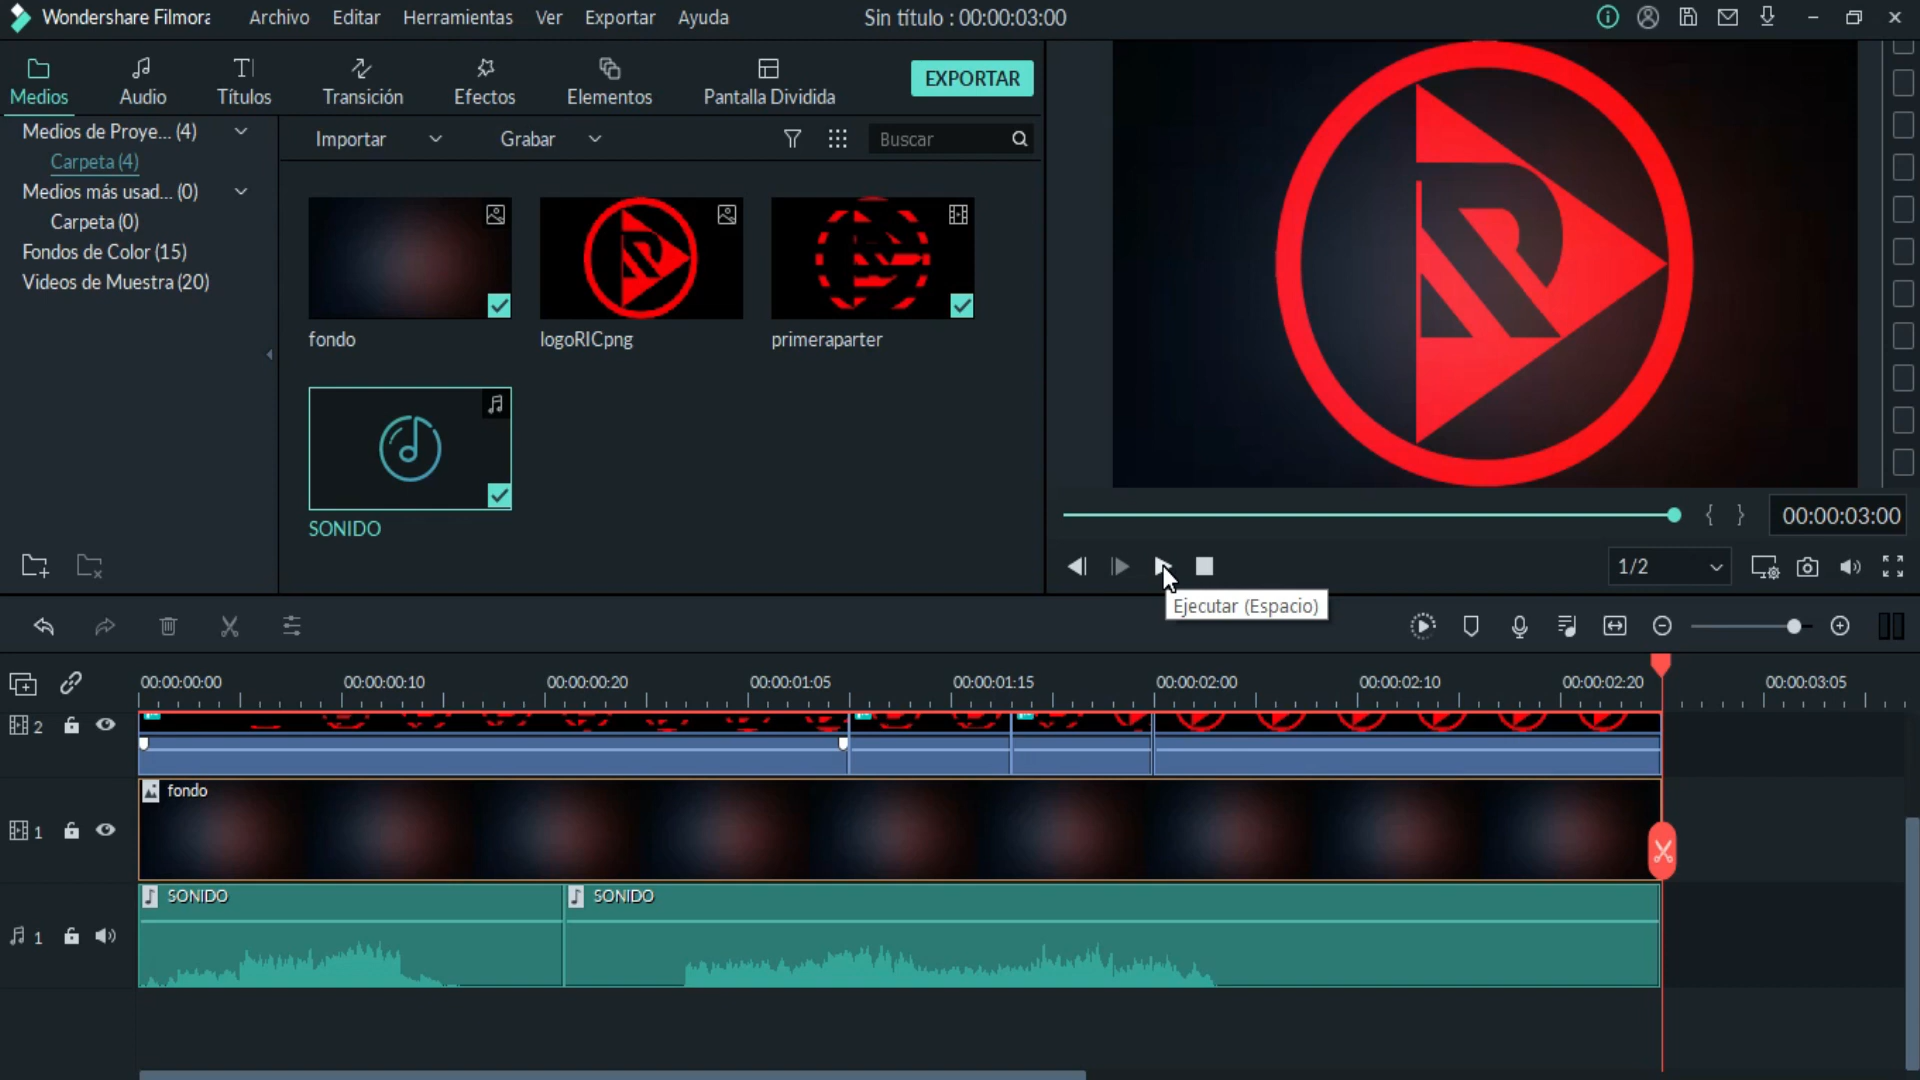 Wondershare Filmora Archivo Editar Herramientas Ver Exportar Ayuda Sin título : 00:00:03:00
Medios Audio Títulos Transición Efectos Elementos Pantalla Dividida EXPORTAR
Medios de Proye... (4)
Carpeta (4)
Medios más usad... (0)
Carpeta (0)
Fondos de Color (15)
Videos de Muestra (20)
Importar Grabar Buscar
fondo logoRICpng primeraparter
SONIDO
00:00:03:00
1/2
Ejecutar (Espacio)
00:00:00:00 00:00:00:10 00:00:00:20 00:00:01:05 00:00:01:15 00:00:02:00 00:00:02:10 00:00:02:20 00:00:03:05
2
fondo
1
SONIDO SONIDO
1